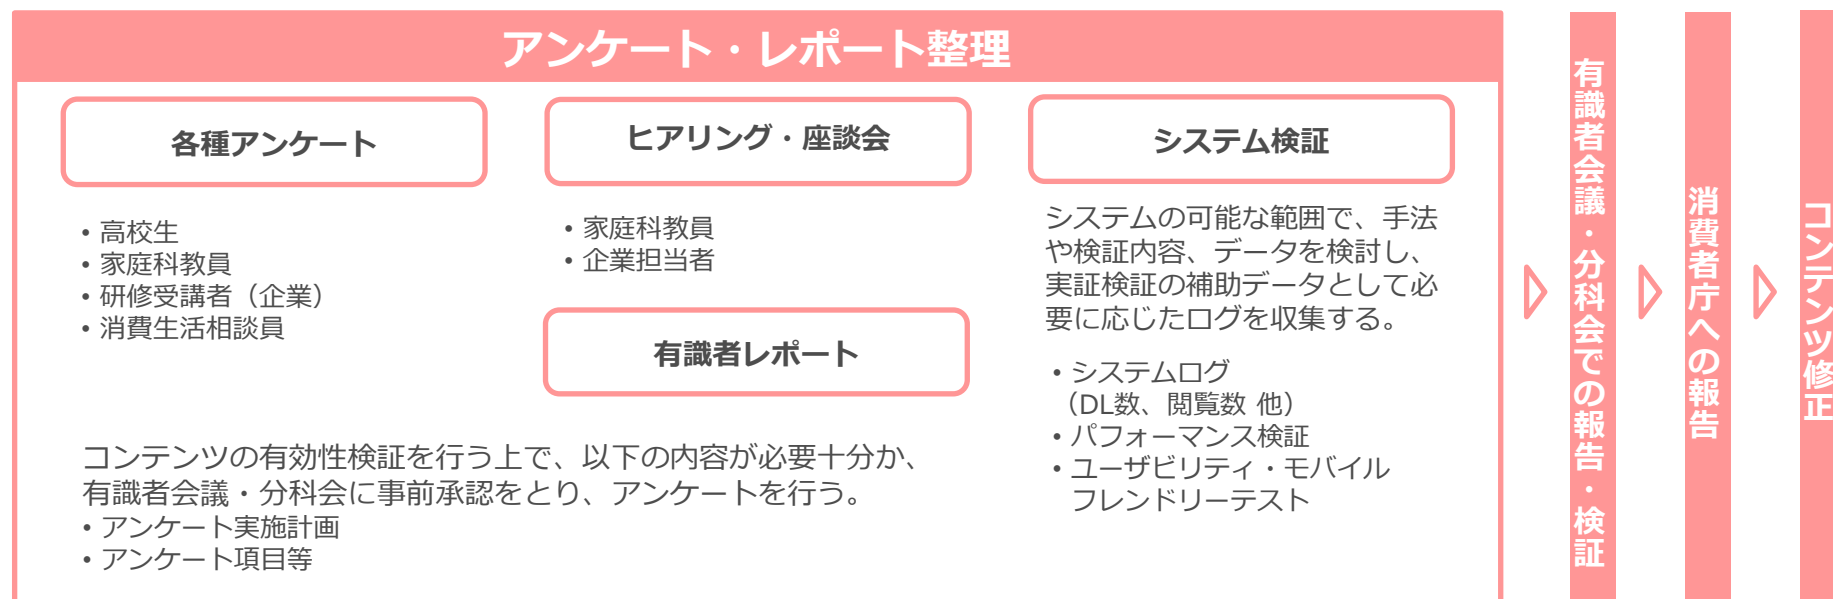 アンケート・レポート整理
各種アンケート
・高校生
・家庭科教員
・研修受講者（企業）
・消費生活相談員
ヒアリング・座談会
・家庭科教員
・企業担当者
有識者レポート
コンテンツの有効性検証を行う上で、以下の内容が必要十分か、
有識者会議・分科会に事前承認をとり、アンケートを行う。
・アンケート実施計画
・アンケート項目等
システム検証
システムの可能な範囲で、手法
や検証内容、データを検討し、
実証検証の補助データとして必
要に応じたログを収集する。
・システムログ
（DL数、閲覧数 他）
・パフォーマンス検証
・ユーザビリティ・モバイル
フレンドリーテスト
有識者会議・分科会での報告・検証
消費者庁への報告
コンテンツ修正